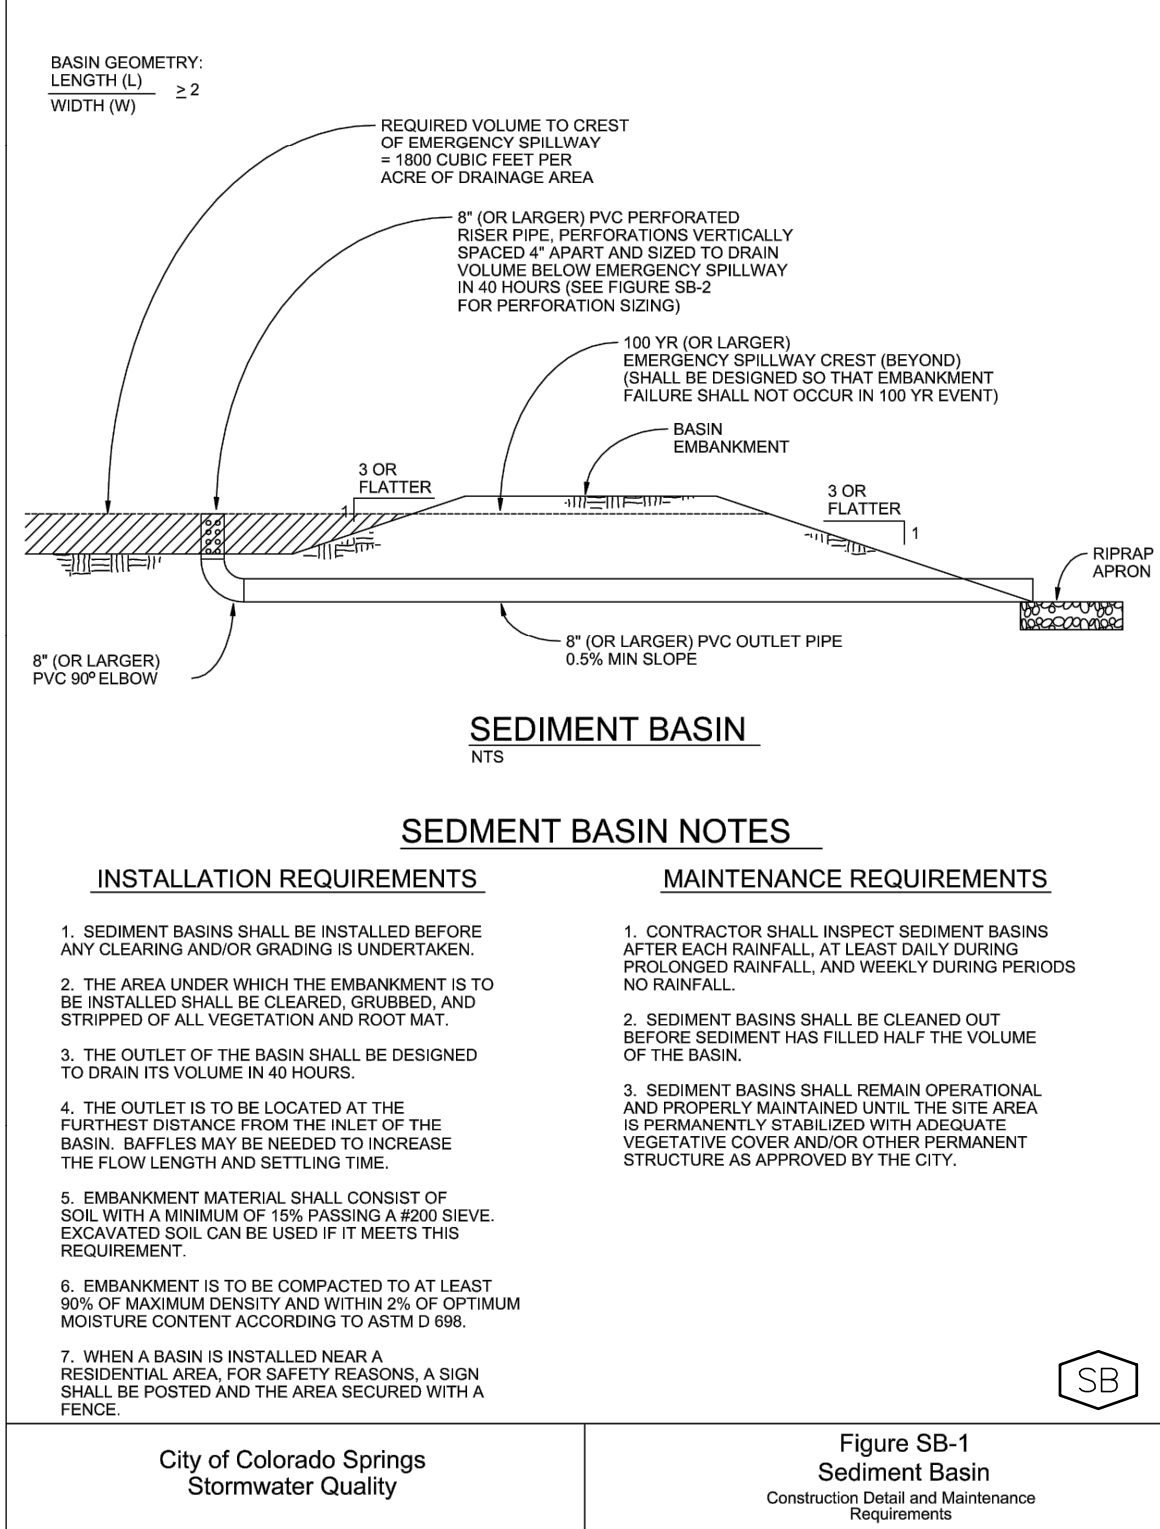 BASIN GEOMETRY:
LENGTH (L)
WIDTH (W)
≥ 2
REQUIRED VOLUME TO CREST
OF EMERGENCY SPILLWAY
= 1800 CUBIC FEET PER
ACRE OF DRAINAGE AREA
8" (OR LARGER) PVC PERFORATED
RISER PIPE, PERFORATIONS VERTICALLY
SPACED 4" APART AND SIZED TO DRAIN
VOLUME BELOW EMERGENCY SPILLWAY
IN 40 HOURS (SEE FIGURE SB-2
FOR PERFORATION SIZING)
100 YR (OR LARGER)
EMERGENCY SPILLWAY CREST (BEYOND)
(SHALL BE DESIGNED SO THAT EMBANKMENT
FAILURE SHALL NOT OCCUR IN 100 YR EVENT)
BASIN
EMBANKMENT
3 OR
FLATTER
1
3 OR
FLATTER
1
RIPRAP
APRON
8" (OR LARGER)
PVC 90º ELBOW
8" (OR LARGER) PVC OUTLET PIPE
0.5% MIN SLOPE
SEDIMENT BASIN
NTS
SEDMENT BASIN NOTES
INSTALLATION REQUIREMENTS
1. SEDIMENT BASINS SHALL BE INSTALLED BEFORE
ANY CLEARING AND/OR GRADING IS UNDERTAKEN.
2. THE AREA UNDER WHICH THE EMBANKMENT IS TO
BE INSTALLED SHALL BE CLEARED, GRUBBED, AND
STRIPPED OF ALL VEGETATION AND ROOT MAT.
3. THE OUTLET OF THE BASIN SHALL BE DESIGNED
TO DRAIN ITS VOLUME IN 40 HOURS.
4. THE OUTLET IS TO BE LOCATED AT THE
FURTHEST DISTANCE FROM THE INLET OF THE
BASIN. BAFFLES MAY BE NEEDED TO INCREASE
THE FLOW LENGTH AND SETTLING TIME.
5. EMBANKMENT MATERIAL SHALL CONSIST OF
SOIL WITH A MINIMUM OF 15% PASSING A #200 SIEVE.
EXCAVATED SOIL CAN BE USED IF IT MEETS THIS
REQUIREMENT.
6. EMBANKMENT IS TO BE COMPACTED TO AT LEAST
90% OF MAXIMUM DENSITY AND WITHIN 2% OF OPTIMUM
MOISTURE CONTENT ACCORDING TO ASTM D 698.
7. WHEN A BASIN IS INSTALLED NEAR A
RESIDENTIAL AREA, FOR SAFETY REASONS, A SIGN
SHALL BE POSTED AND THE AREA SECURED WITH A
FENCE.
MAINTENANCE REQUIREMENTS
1. CONTRACTOR SHALL INSPECT SEDIMENT BASINS
AFTER EACH RAINFALL, AT LEAST DAILY DURING
PROLONGED RAINFALL, AND WEEKLY DURING PERIODS
NO RAINFALL.
2. SEDIMENT BASINS SHALL BE CLEANED OUT
BEFORE SEDIMENT HAS FILLED HALF THE VOLUME
OF THE BASIN.
3. SEDIMENT BASINS SHALL REMAIN OPERATIONAL
AND PROPERLY MAINTAINED UNTIL THE SITE AREA
IS PERMANENTLY STABILIZED WITH ADEQUATE
VEGETATIVE COVER AND/OR OTHER PERMANENT
STRUCTURE AS APPROVED BY THE CITY.
SB
City of Colorado Springs
Stormwater Quality
Figure SB-1
Sediment Basin
Construction Detail and Maintenance
Requirements